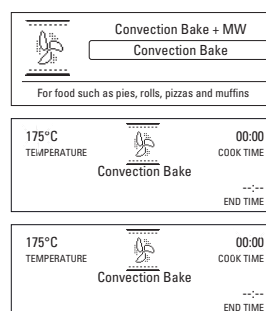 Convection Bake + MW
Convection Bake
For food such as pies, rolls, pizzas and muffins
175°C 00:00
TEMPERATURE COOK TIME
Convection Bake
--:--
END TIME
175°C 00:00
TEMPERATURE COOK TIME
Convection Bake
--:--
END TIME